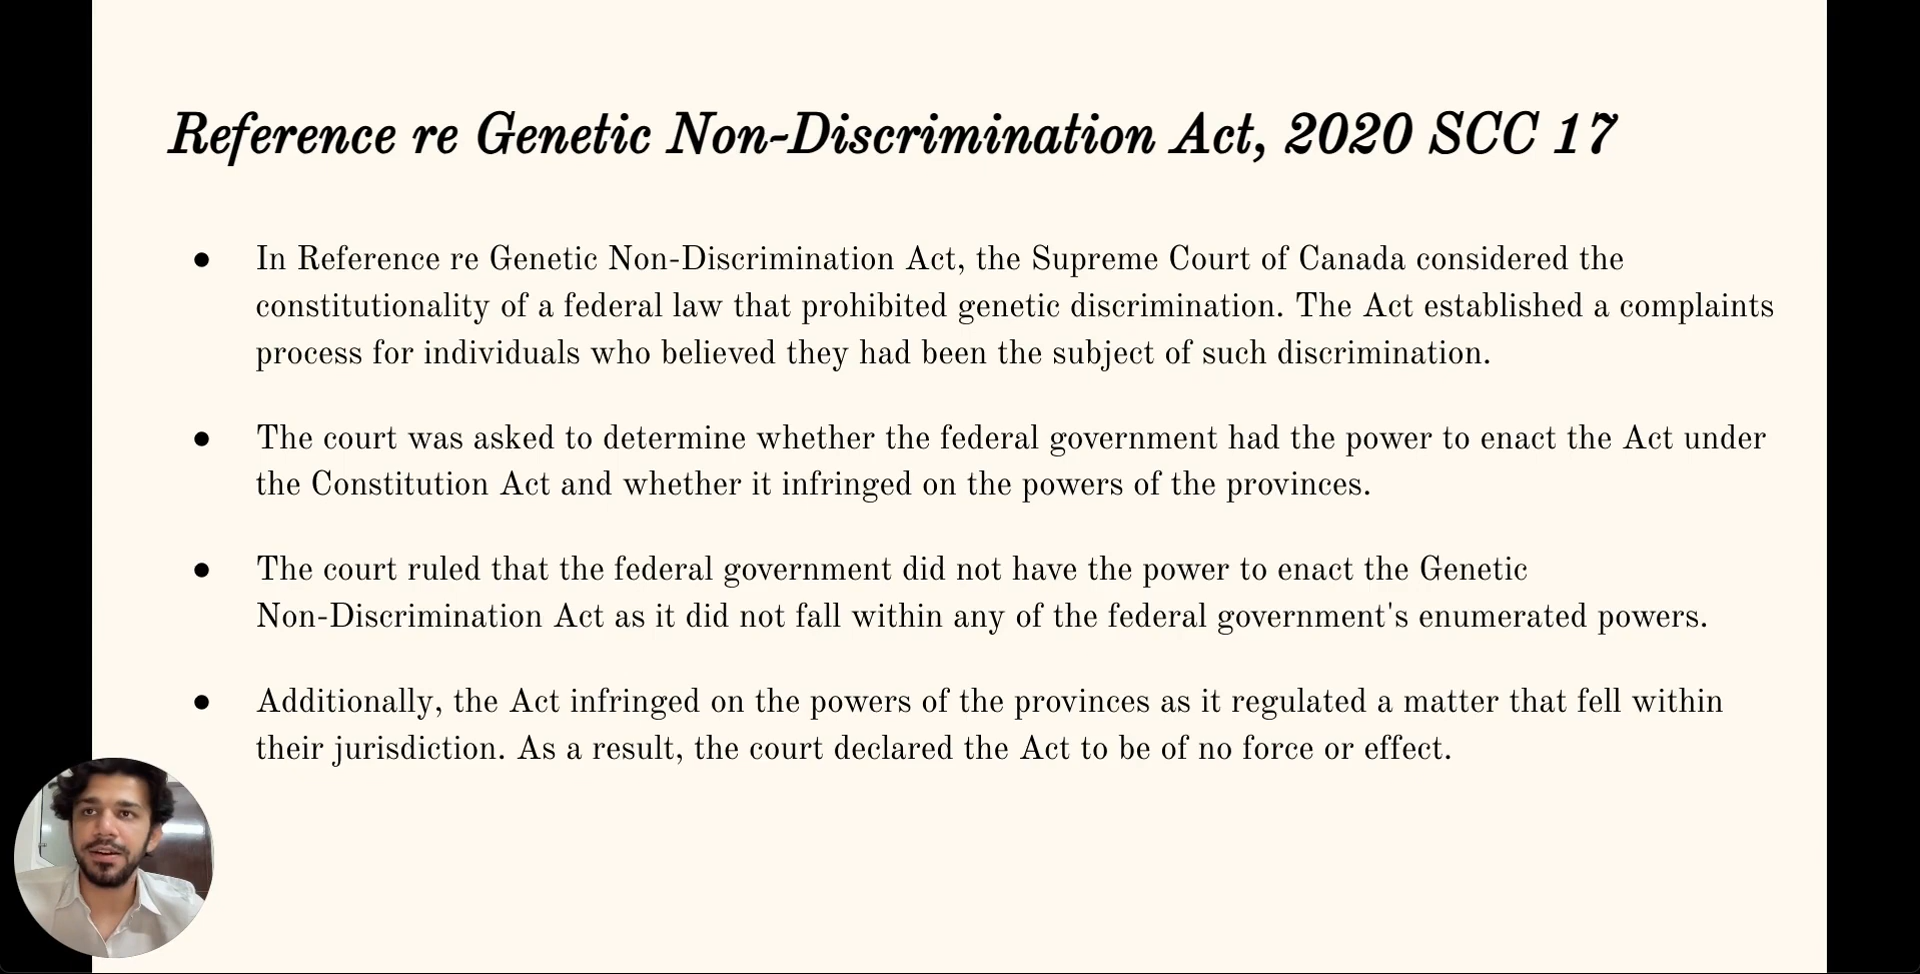 Reference re Genetic Non-Discrimination Act, 2020 SCC 17
● In Reference re Genetic Non-Discrimination Act, the Supreme Court of Canada considered the
constitutionality of a federal law that prohibited genetic discrimination. The Act established a complaints
process for individuals who believed they had been the subject of such discrimination.
● The court was asked to determine whether the federal government had the power to enact the Act under
the Constitution Act and whether it infringed on the powers of the provinces.
● The court ruled that the federal government did not have the power to enact the Genetic
Non-Discrimination Act as it did not fall within any of the federal government's enumerated powers.
● Additionally, the Act infringed on the powers of the provinces as it regulated a matter that fell within
their jurisdiction. As a result, the court declared the Act to be of no force or effect.